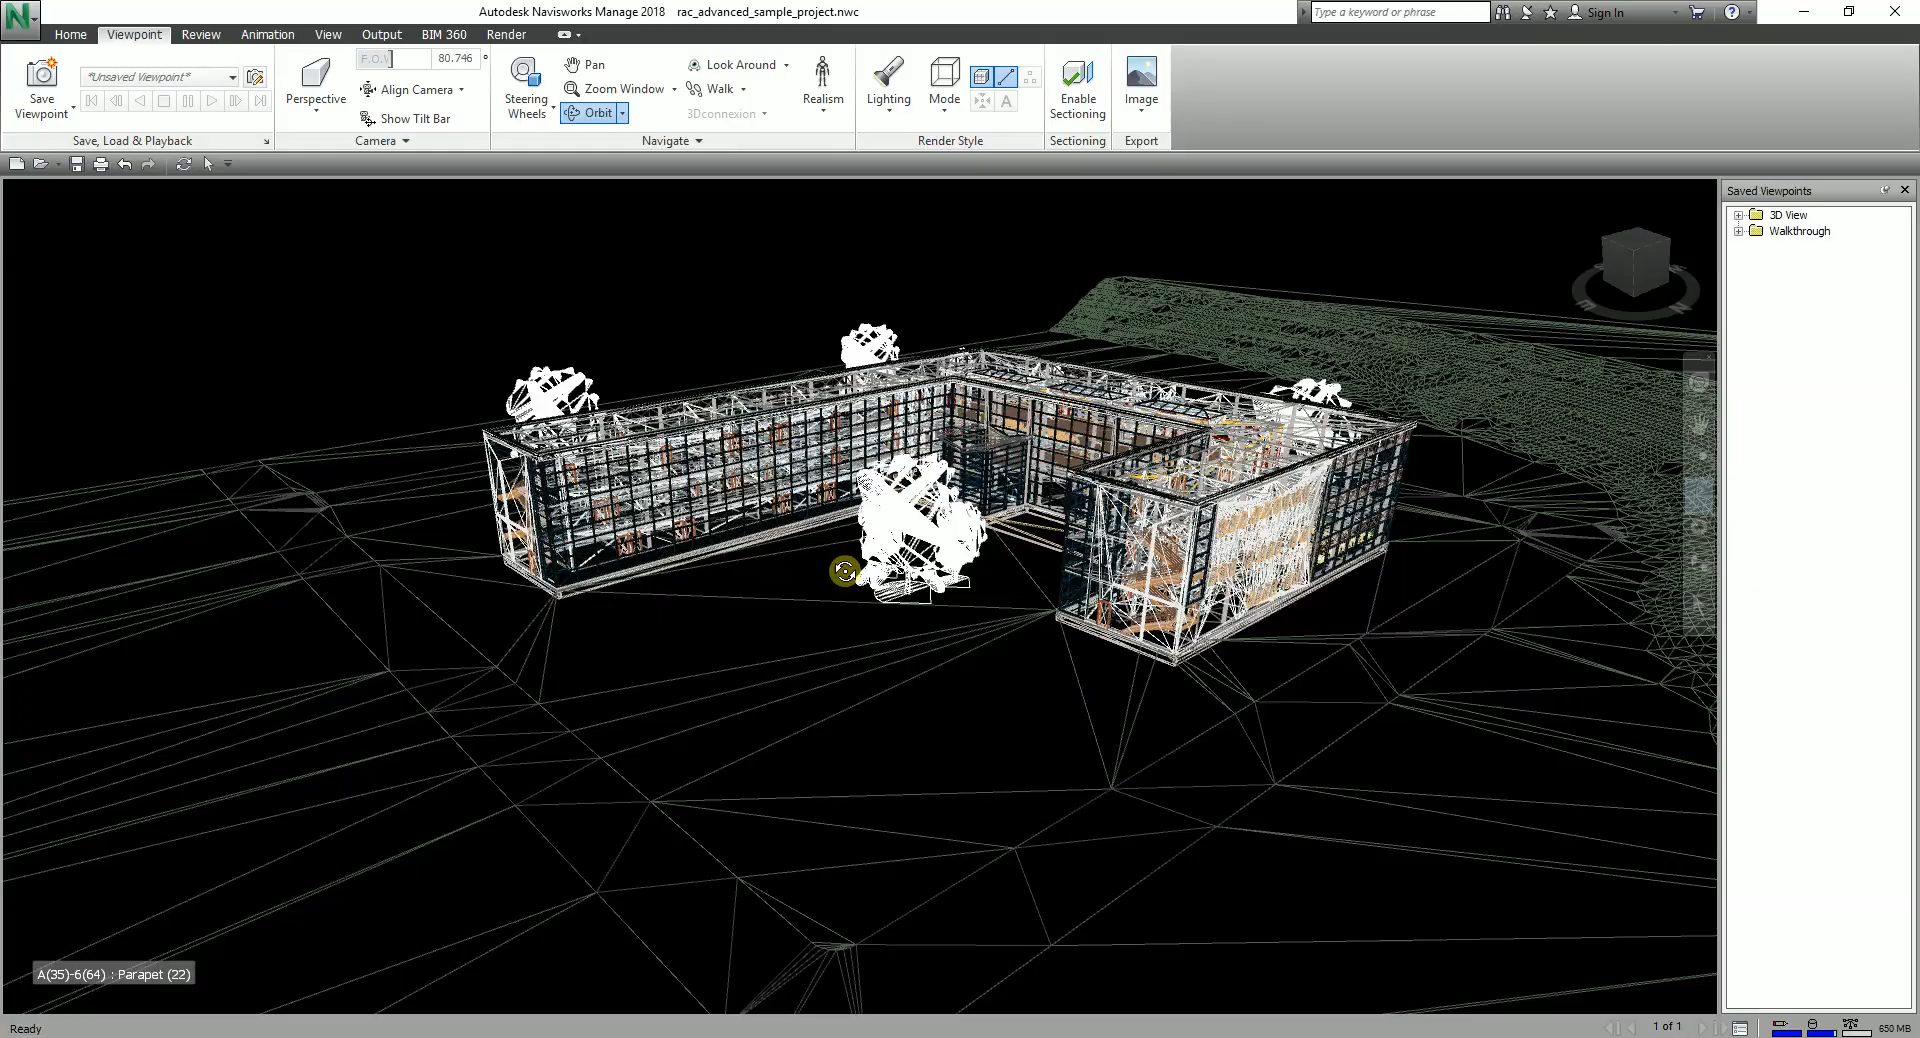 Autodesk Navisworks Manage 2018 rac_advanced_sample_project.nwc
Type a keyword or phrase
Sign In
Home Viewpoint Review Animation View Output BIM 360 Render
Save Viewpoint
*Unsaved Viewpoint*
Save, Load & Playback
Perspective
F.O.V
80.746 °
Align Camera
Show Tilt Bar
Camera
Steering Wheels
Pan
Zoom Window
Orbit
Look Around
Walk
3Dconnexion
Navigate
Realism
Lighting
Mode
A
Render Style
Enable Sectioning
Sectioning
Image
Export
Saved Viewpoints
3D View
Walkthrough
A(35)-6(64) : Parapet (22)
Ready
1 of 1
650 MB